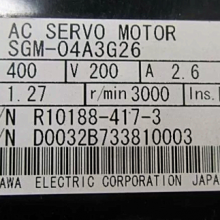 AC SERVO MOTOR
SGM-04A3G26
400 V 200 A 2.6
1.27 r/min 3000 Ins.
/N R10188-417-3
/N D0032B733810003
AWA ELECTRIC CORPORATION JAPAN